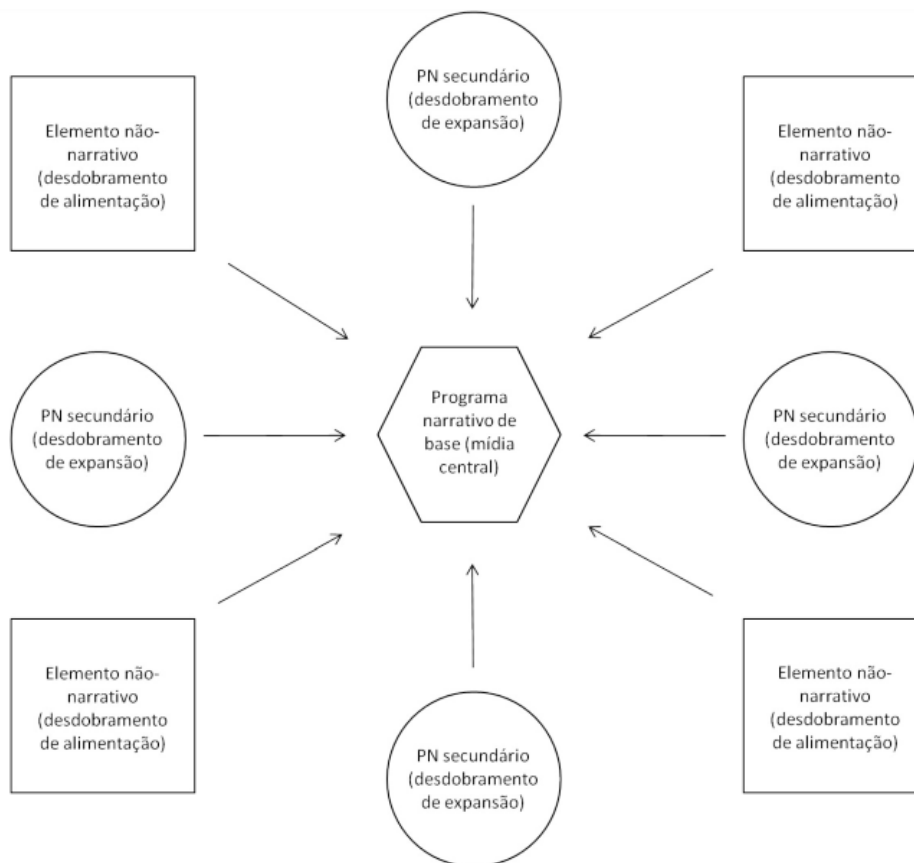 PN secundário
(desdobramento
de expansão)
Elemento não-
narrativo
(desdobramento
de alimentação)
Elemento não-
narrativo
(desdobramento
de alimentação)
PN secundário
(desdobramento
de expansão)
Programa
narrativo de
base (mídia
central)
PN secundário
(desdobramento
de expansão)
Elemento não-
narrativo
(desdobramento
de alimentação)
Elemento não-
narrativo
(desdobramento
de alimentação)
PN secundário
(desdobramento
de expansão)